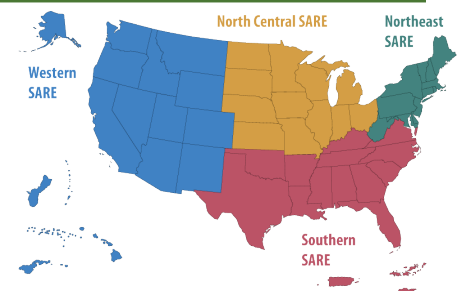 North Central SARE
Northeast
SARE
Western
SARE
Southern
SARE